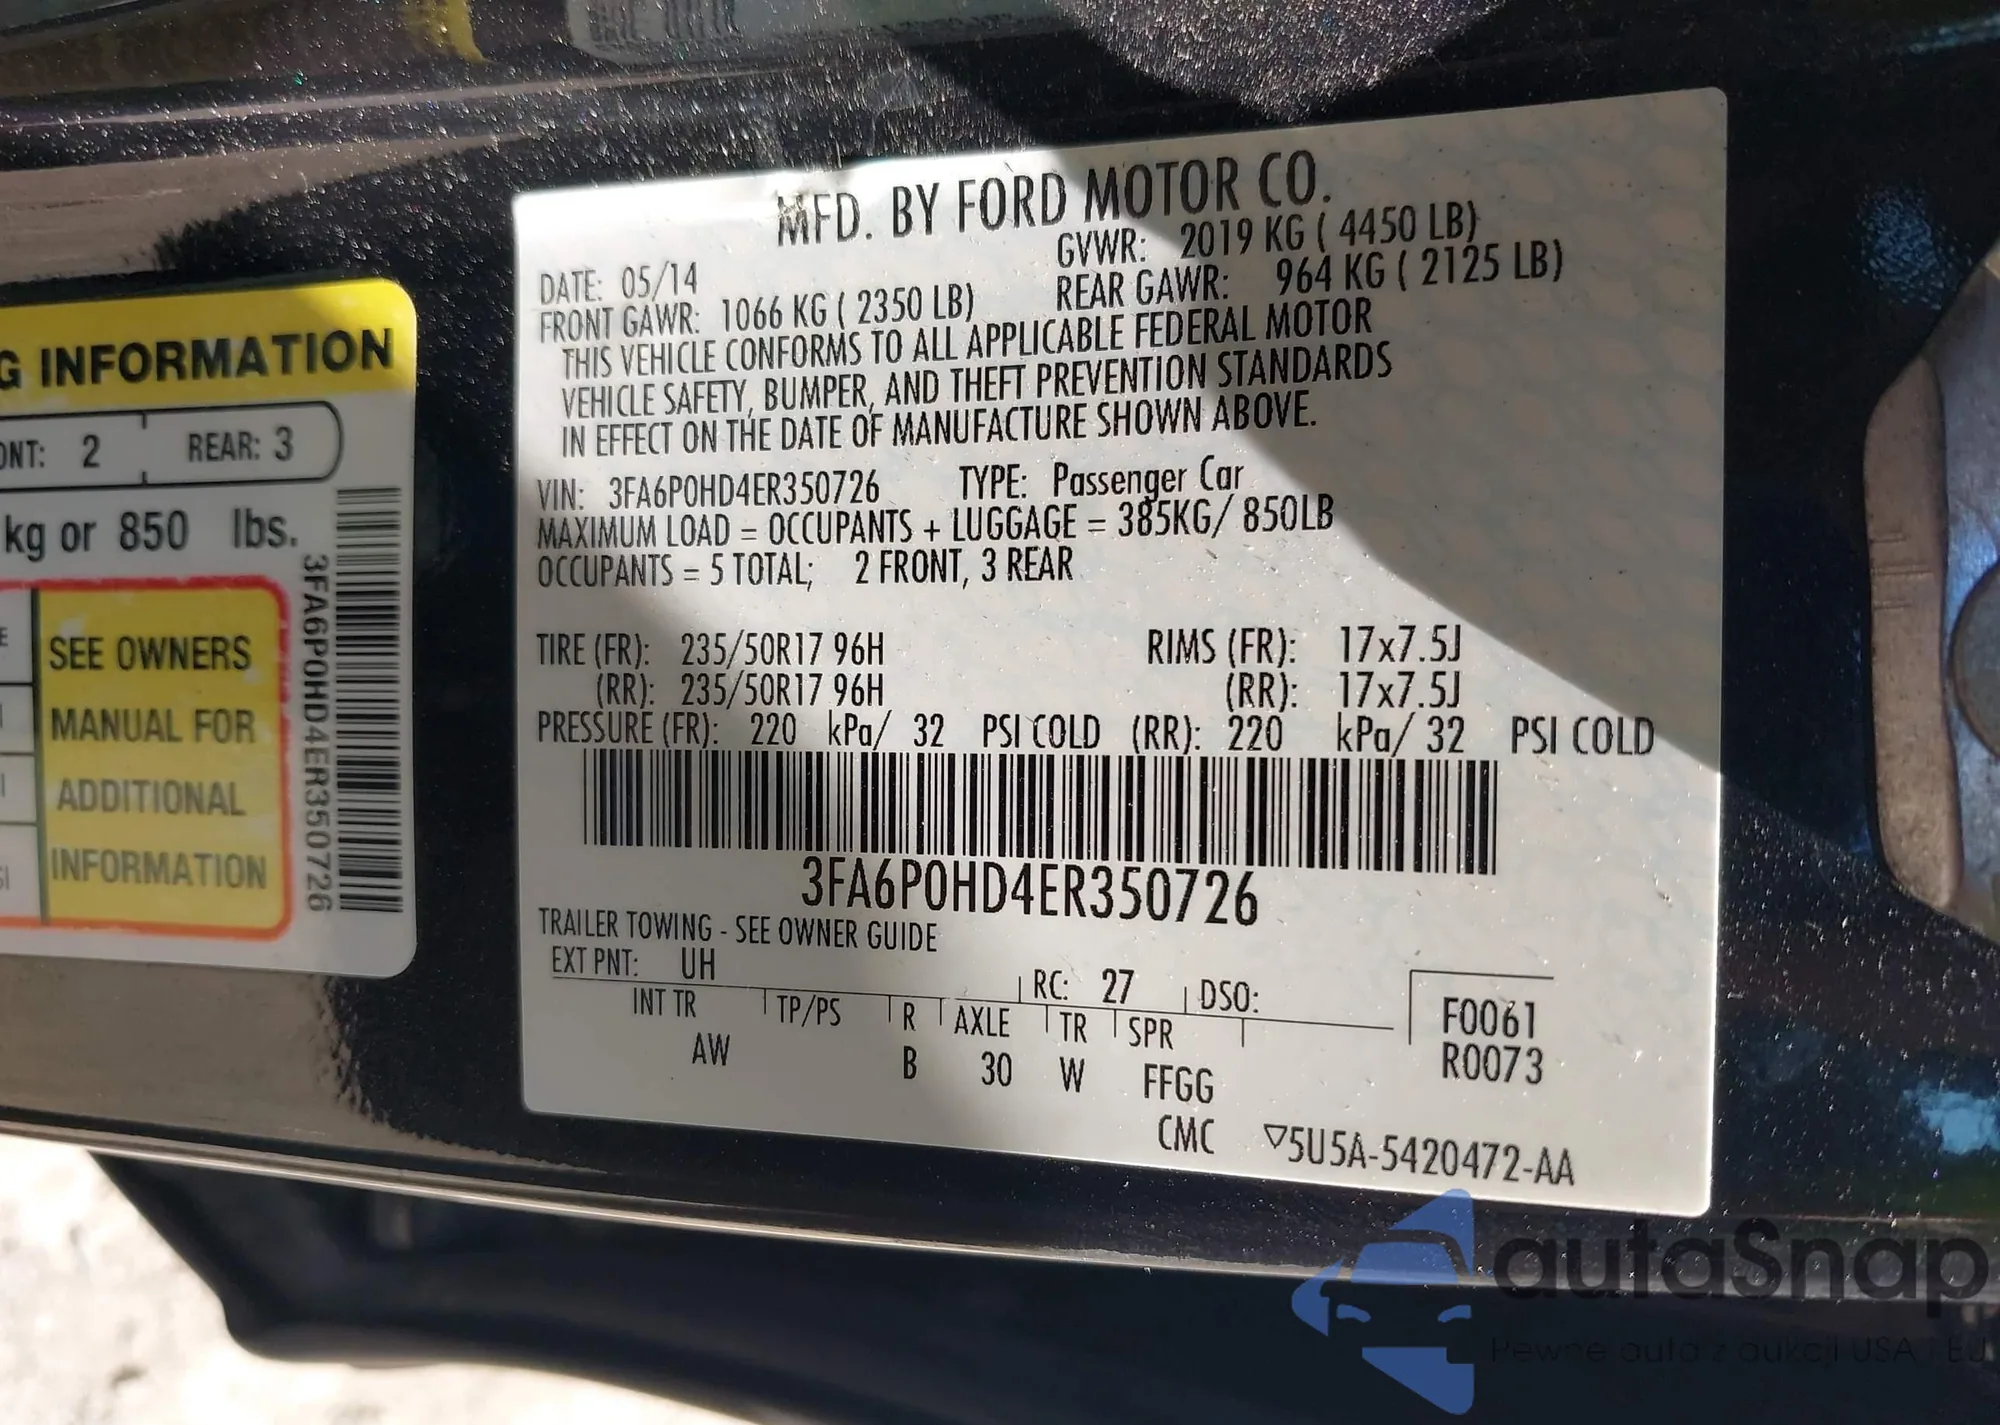 MFD. BY FORD MOTOR CO.
DATE: 05/14 GVWR: 2019 KG ( 4450 LB)
FRONT GAWR: 1066 KG ( 2350 LB) REAR GAWR: 964 KG ( 2125 LB)
THIS VEHICLE CONFORMS TO ALL APPLICABLE FEDERAL MOTOR
VEHICLE SAFETY, BUMPER, AND THEFT PREVENTION STANDARDS
IN EFFECT ON THE DATE OF MANUFACTURE SHOWN ABOVE.
VIN: 3FA6P0HD4ER350726 TYPE: Passenger Car
MAXIMUM LOAD = OCCUPANTS + LUGGAGE = 385KG/ 850LB
OCCUPANTS = 5 TOTAL; 2 FRONT, 3 REAR
TIRE (FR): 235/50R17 96H RIMS (FR): 17x7.5J
(RR): 235/50R17 96H (RR): 17x7.5J
PRESSURE (FR): 220 kPa/ 32 PSI COLD (RR): 220 kPa/ 32 PSI COLD
3FA6P0HD4ER350726
TRAILER TOWING - SEE OWNER GUIDE
EXT PNT: UH RC: 27 DSO:
INT TR TP/PS R AXLE TR SPR F0061
AW B 30 W FFGG R0073
CMC ▽5U5A-5420472-AA
G INFORMATION
ONT: 2 REAR: 3
kg or 850 lbs.
SEE OWNERS
MANUAL FOR
ADDITIONAL
INFORMATION
3FA6P0HD4ER350726
autaSnap
Pewne auta z aukcji USA i EU